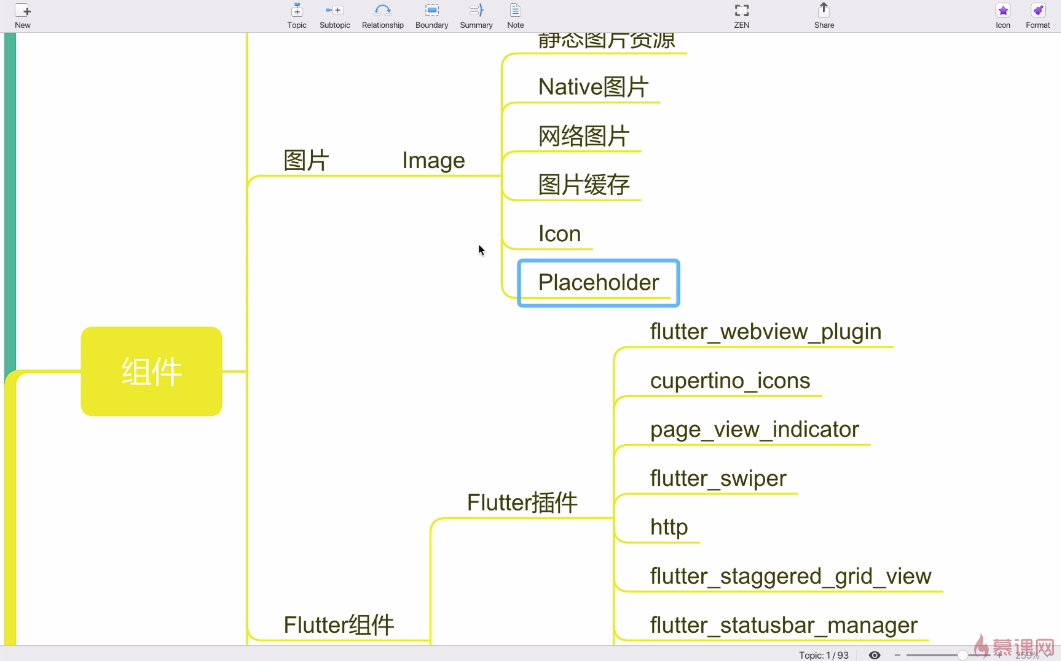 New
Topic
Subtopic
Relationship
Boundary
Summary
Note
ZEN
Share
Icon
Format
静态图片资源
Native图片
网络图片
图片 Image
图片缓存
Icon
Placeholder
flutter_webview_plugin
组件
cupertino_icons
page_view_indicator
flutter_swiper
Flutter插件
http
flutter_staggered_grid_view
Flutter组件
flutter_statusbar_manager
Topic: 1 / 93
慕课网